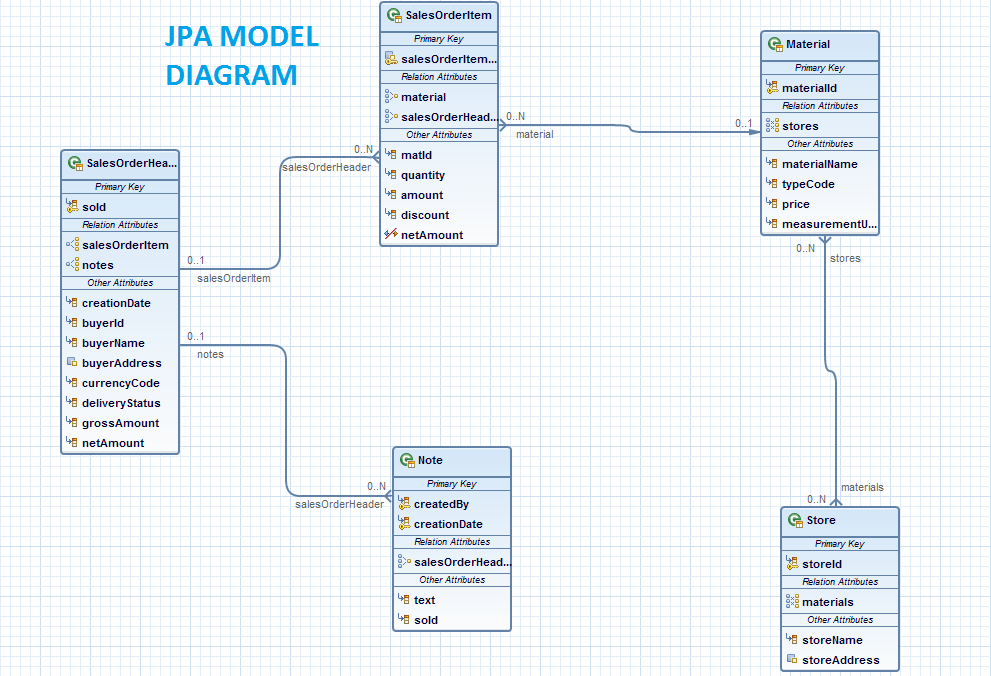 JPA MODEL
DIAGRAM
SalesOrderItem
Primary Key
salesOrderItem...
Relation Attributes
material
salesOrderHead...
Other Attributes
matId
quantity
amount
discount
netAmount
Material
Primary Key
materialId
Relation Attributes
stores
Other Attributes
materialName
typeCode
price
measurementU...
0..N
material
0..1
SalesOrderHea...
Primary Key
soId
Relation Attributes
salesOrderItem
notes
Other Attributes
creationDate
buyerId
buyerName
buyerAddress
currencyCode
deliveryStatus
grossAmount
netAmount
0..N
salesOrderHeader
0..1
salesOrderItem
0..1
notes
0..N
salesOrderHeader
0..N
stores
materials
0..N
Note
Primary Key
createdBy
creationDate
Relation Attributes
salesOrderHead...
Other Attributes
text
soId
Store
Primary Key
storeId
Relation Attributes
materials
Other Attributes
storeName
storeAddress